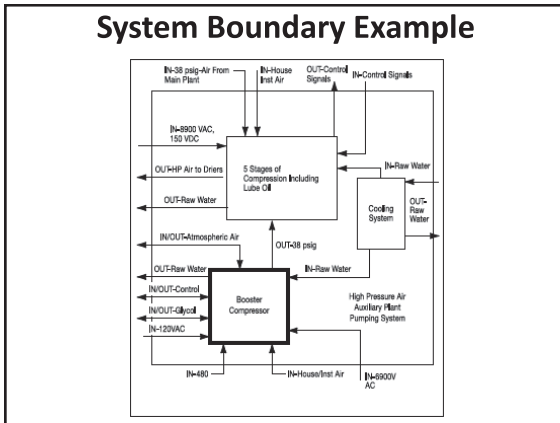 System Boundary Example
IN-38 psig-Air From
Main Plant
IN-House
Inst Air
OUT-Control
Signals
IN-Control Signals
IN-8900 VAC,
150 VDC
OUT-HP Air to Driers
5 Stages of
Compression Including
Lube Oil
IN-Raw Water
OUT-Raw Water
Cooling
System
OUT-
Raw
Water
IN/OUT-Atmospheric Air
OUT-38 psig
OUT-Raw Water
IN-Raw Water
IN/OUT-Control
Booster
Compressor
High Pressure Air
Auxiliary Plant
Pumping System
IN/OUT-Glycol
IN-120VAC
IN-480
IN-House/Inst Air
IN-6900V
AC